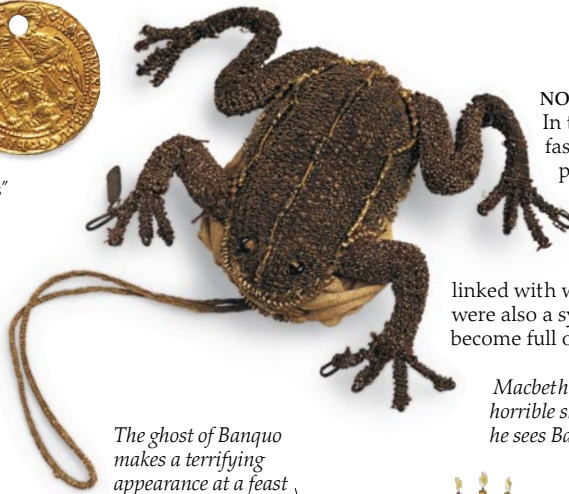 NO
In t
fas
p
linked with w
were also a sy
become full o
Macbeth
horrible s
he sees Ba
The ghost of Banquo
makes a terrifying
appearance at a feast